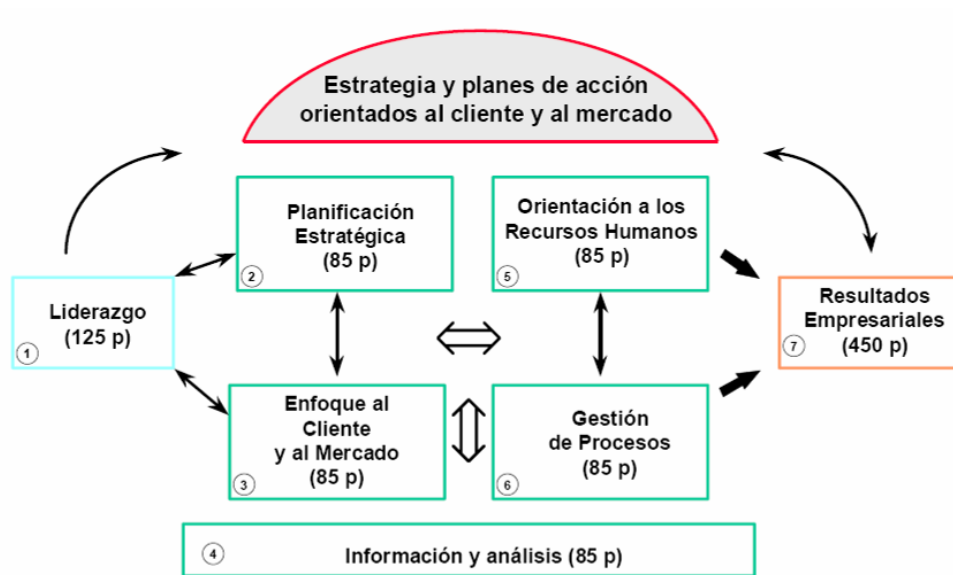 Estrategia y planes de acción
orientados al cliente y al mercado
Liderazgo
(125 p)
1
Planificación
Estratégica
(85 p)
2
Enfoque al
Cliente
y al Mercado
(85 p)
3
Orientación a los
Recursos Humanos
(85 p)
5
Gestión
de Procesos
(85 p)
6
Resultados
Empresariales
(450 p)
7
4
Información y análisis (85 p)